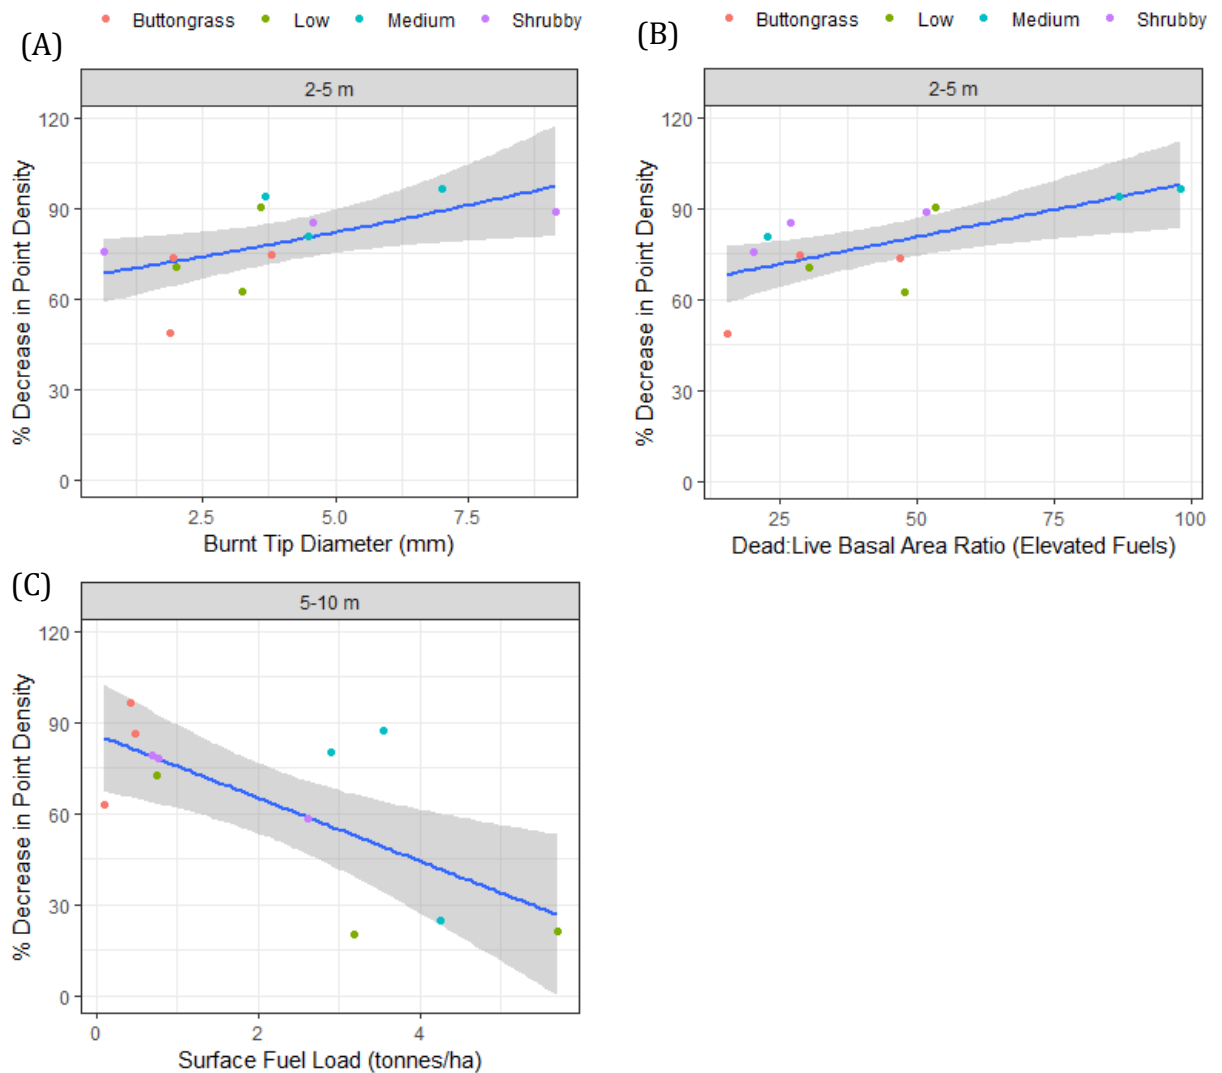 Buttongrass Low Medium Shrubby
(A)
2-5 m
120
90
60
30
0
% Decrease in Point Density
2.5 5.0 7.5
Burnt Tip Diameter (mm)
Buttongrass Low Medium Shrubby
(B)
2-5 m
120
90
60
30
0
% Decrease in Point Density
25 50 75 100
Dead:Live Basal Area Ratio (Elevated Fuels)
(C)
5-10 m
120
90
60
30
0
% Decrease in Point Density
0 2 4
Surface Fuel Load (tonnes/ha)